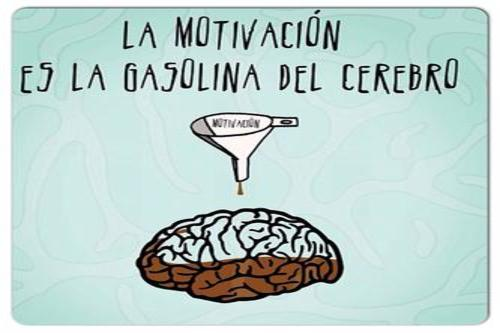 LA MOTIVACIÓN
ES LA GASOLINA DEL CEREBRO
MOTIVACIÓN